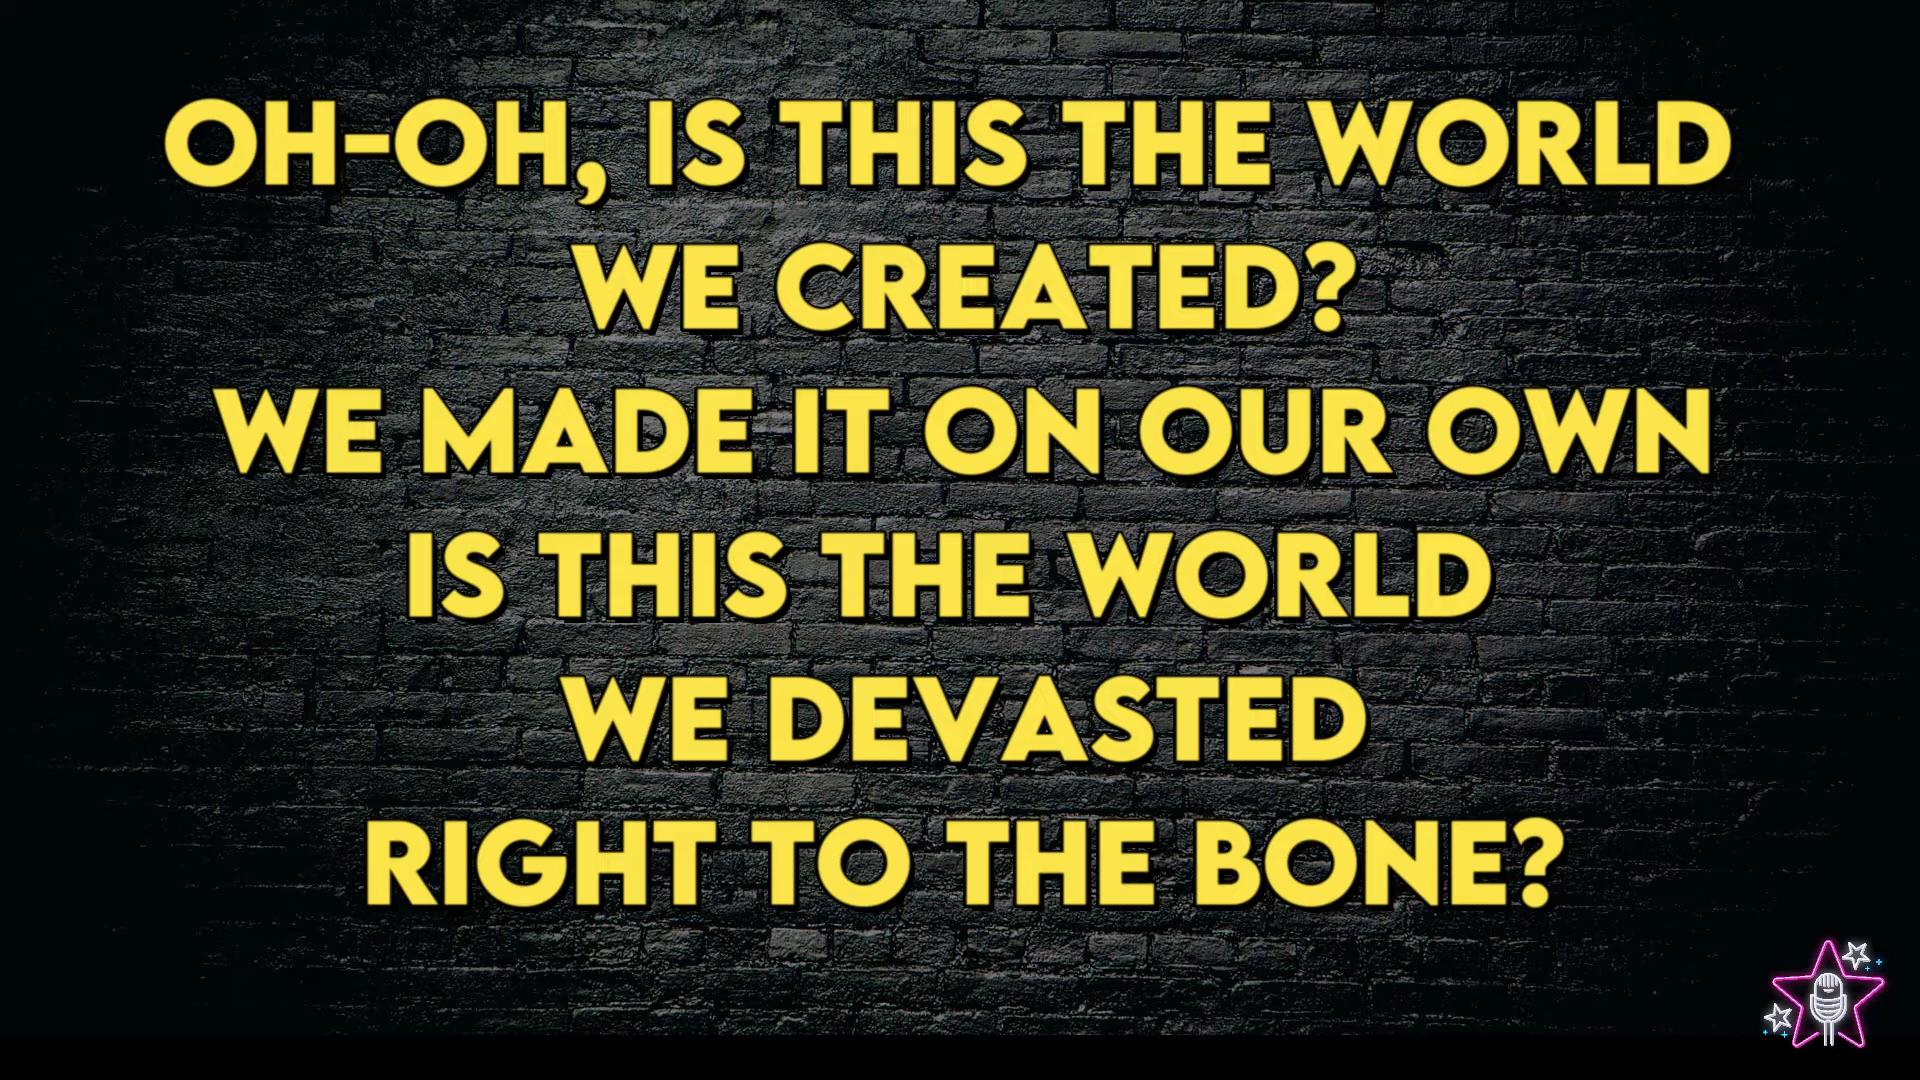 OH-OH, IS THIS THE WORLD
WE CREATED?
WE MADE IT ON OUR OWN
IS THIS THE WORLD
WE DEVASTED
RIGHT TO THE BONE?